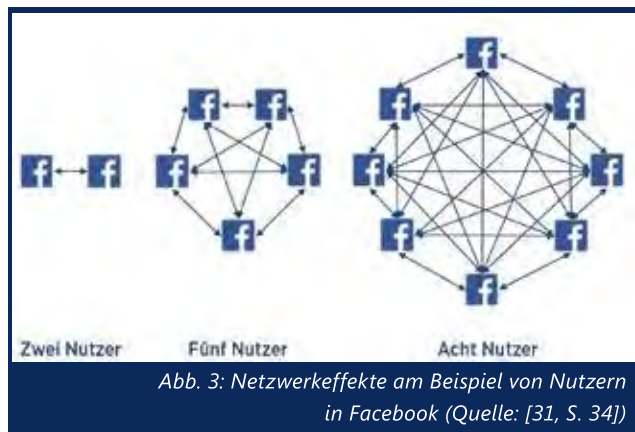 Zwei Nutzer
Fünf Nutzer
Acht Nutzer
Abb. 3: Netzwerkeffekte am Beispiel von Nutzern
in Facebook (Quelle: [31, S. 34])